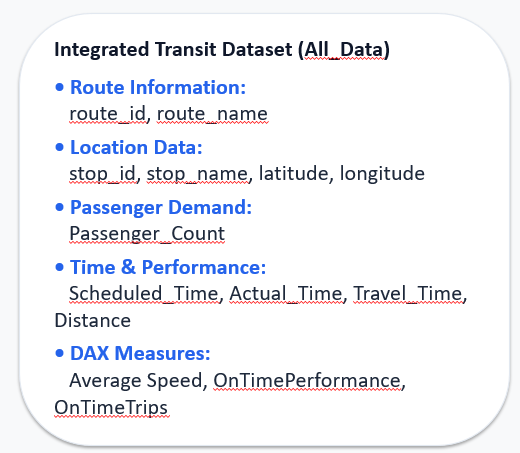 Integrated Transit Dataset (All_Data)
• Route Information:
route_id, route_name
• Location Data:
stop_id, stop_name, latitude, longitude
• Passenger Demand:
Passenger_Count
• Time & Performance:
Scheduled_Time, Actual_Time, Travel_Time,
Distance
• DAX Measures:
Average Speed, OnTimePerformance,
OnTimeTrips